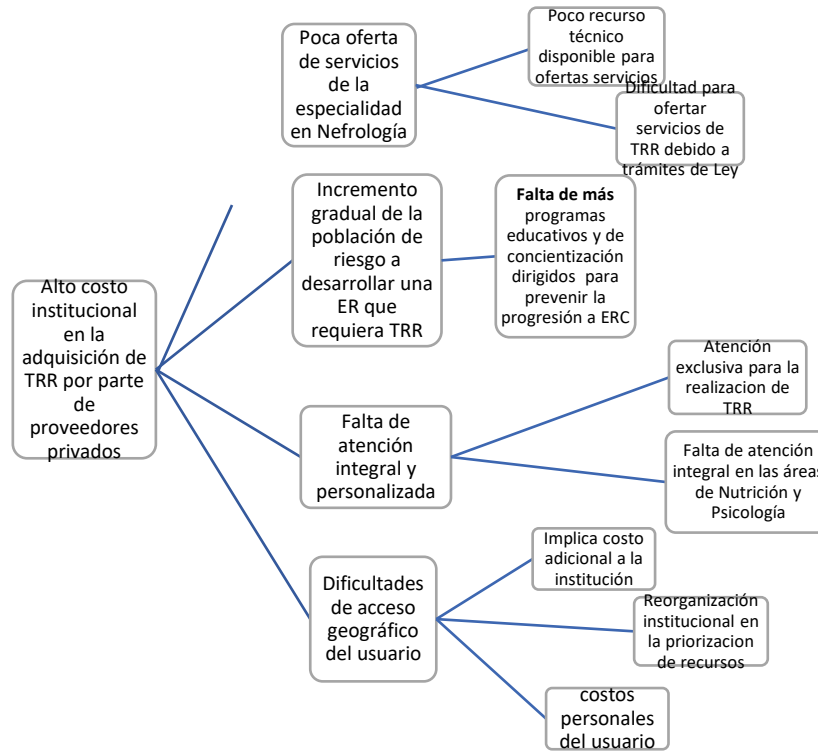 Poca oferta
de servicios
de la
especialidad
en Nefrología
Poco recurso
técnico
disponible para
ofertas servicios
Dificultad para
ofertar
servicios de
TRR debido a
trámites de Ley
Incremento
gradual de la
población de
riesgo a
desarrollar una
ER que
requiera TRR
Falta de más
programas
educativos y de
concientización
dirigidos para
prevenir la
progresión a ERC
Alto costo
institucional
en la
adquisición de
TRR por parte
de
proveedores
privados
Falta de
atención
integral y
personalizada
Atención
exclusiva para la
realizacion de
TRR
Falta de atención
integral en las áreas
de Nutrición y
Psicología
Dificultades
de acceso
geográfico
del usuario
Implica costo
adicional a la
institución
Reorganización
institucional en
la priorizacion de
recursos
costos
personales
del usuario